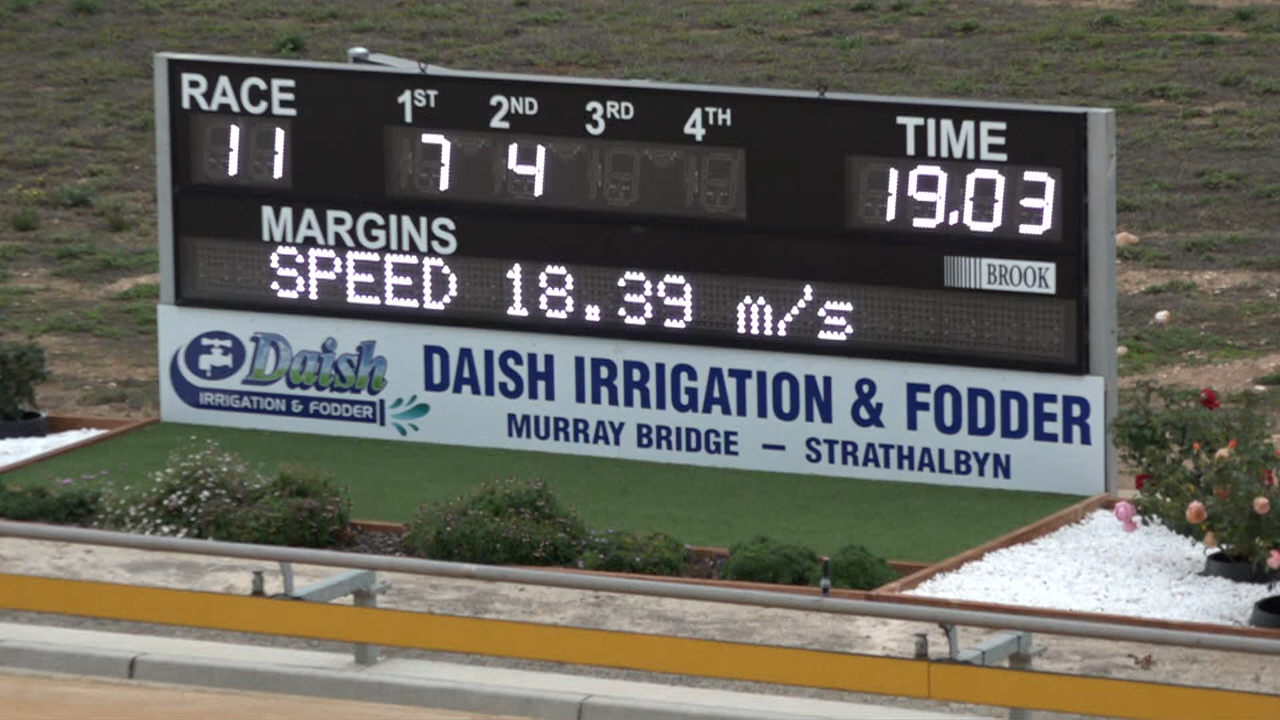 RACE 1ST 2ND 3RD 4TH TIME
11 7 4 19.03
MARGINS
BROOK
SPEED 18.39 m/s
Daish
IRRIGATION & FODDER
DAISH IRRIGATION & FODDER
MURRAY BRIDGE – STRATHALBYN